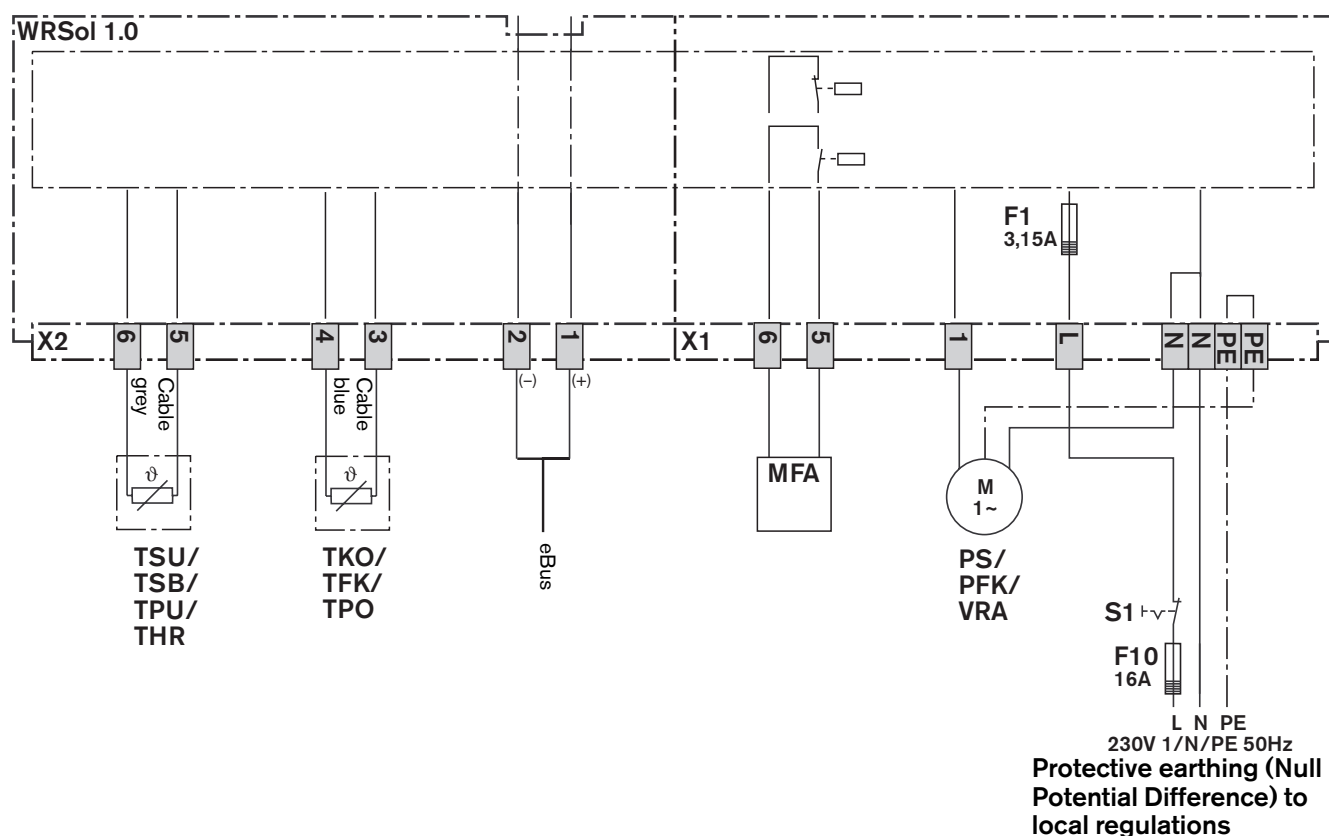 WRSol 1.0
F1
3,15A
X2
6
5
4
3
2
1
X1
6
5
1
L
N
N
PE
PE
Cable
grey
Cable
blue
(-)
(+)
ϑ
ϑ
MFA
M
1~
TSU/
TSB/
TPU/
THR
TKO/
TFK/
TPO
eBus
PS/
PFK/
VRA
S1
F10
16A
L N PE
230V 1/N/PE 50Hz
Protective earthing (Null
Potential Difference) to
local regulations